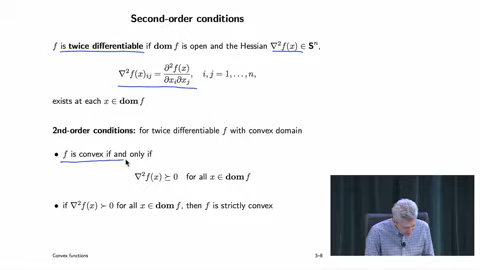 Second-order conditions
f is twice differentiable if dom f is open and the Hessian ∇²f(x) ∈ Sⁿ,
∇²f(x)ᵢⱼ = ∂²f(x) / ∂xᵢ∂xⱼ, i, j = 1, . . . , n,
exists at each x ∈ dom f
2nd-order conditions: for twice differentiable f with convex domain
• f is convex if and only if
∇²f(x) ⪰ 0 for all x ∈ dom f
• if ∇²f(x) ≻ 0 for all x ∈ dom f, then f is strictly convex
Convex functions 3-8